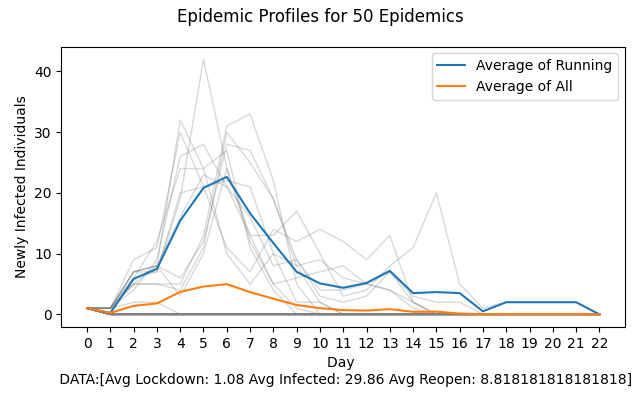 Epidemic Profiles for 50 Epidemics
Average of Running
Average of All
Newly Infected Individuals
40
30
20
10
0
0 1 2 3 4 5 6 7 8 9 10 11 12 13 14 15 16 17 18 19 20 21 22
Day
DATA:[Avg Lockdown: 1.08 Avg Infected: 29.86 Avg Reopen: 8.818181818181818]